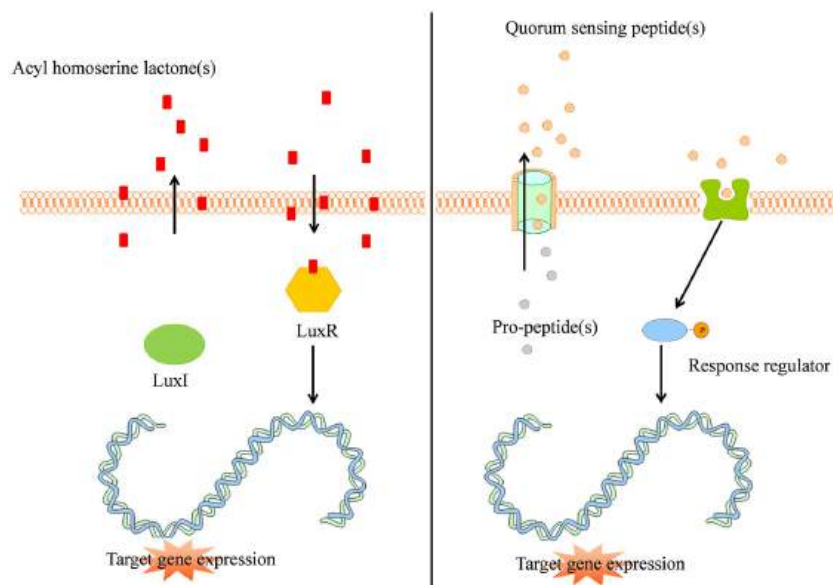 Acyl homoserine lactone(s)
LuxR
LuxI
Target gene expression
Quorum sensing peptide(s)
Pro-peptide(s)
P
Response regulator
Target gene expression